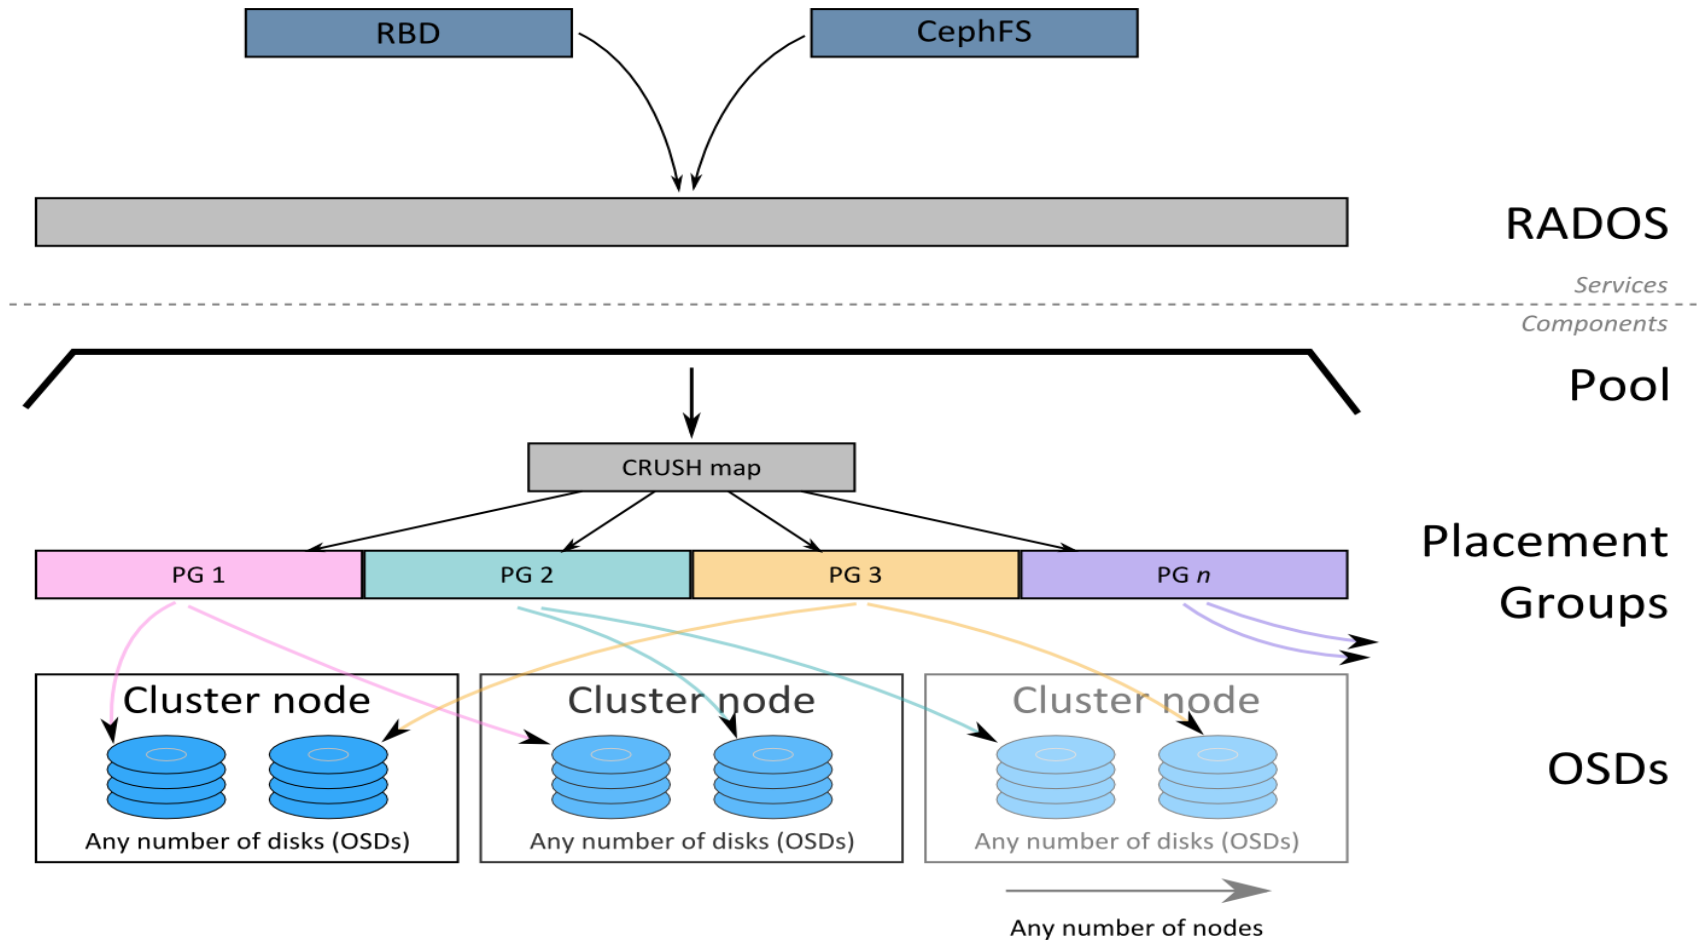 RBD
CephFS
RADOS
Services
Components
Pool
CRUSH map
Placement
Groups
PG 1
PG 2
PG 3
PG n
Cluster node
Cluster node
Cluster node
OSDs
Any number of disks (OSDs)
Any number of disks (OSDs)
Any number of disks (OSDs)
Any number of nodes